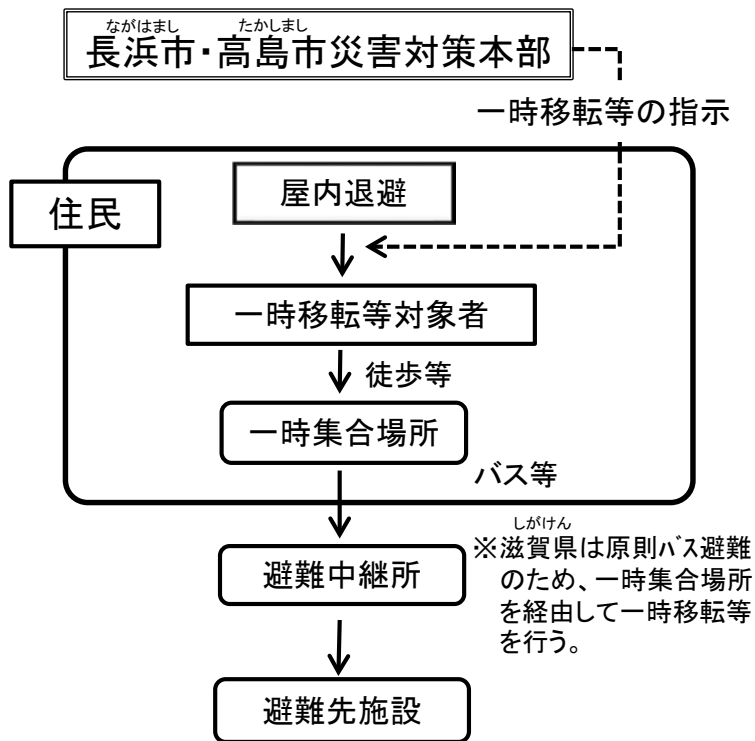 ながはまし たかしまし
長浜市・高島市災害対策本部
一時移転等の指示
屋内退避
住民
一時移転等対象者
徒歩等
一時集合場所
バス等
しがけん
※滋賀県は原則バス避難
のため、一時集合場所
を経由して一時移転等
を行う。
避難中継所
避難先施設